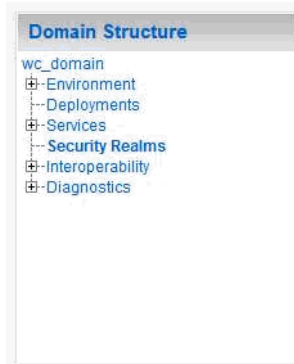 Domain Structure
wc_domain
Environment
Deployments
Services
Security Realms
Interoperability
Diagnostics